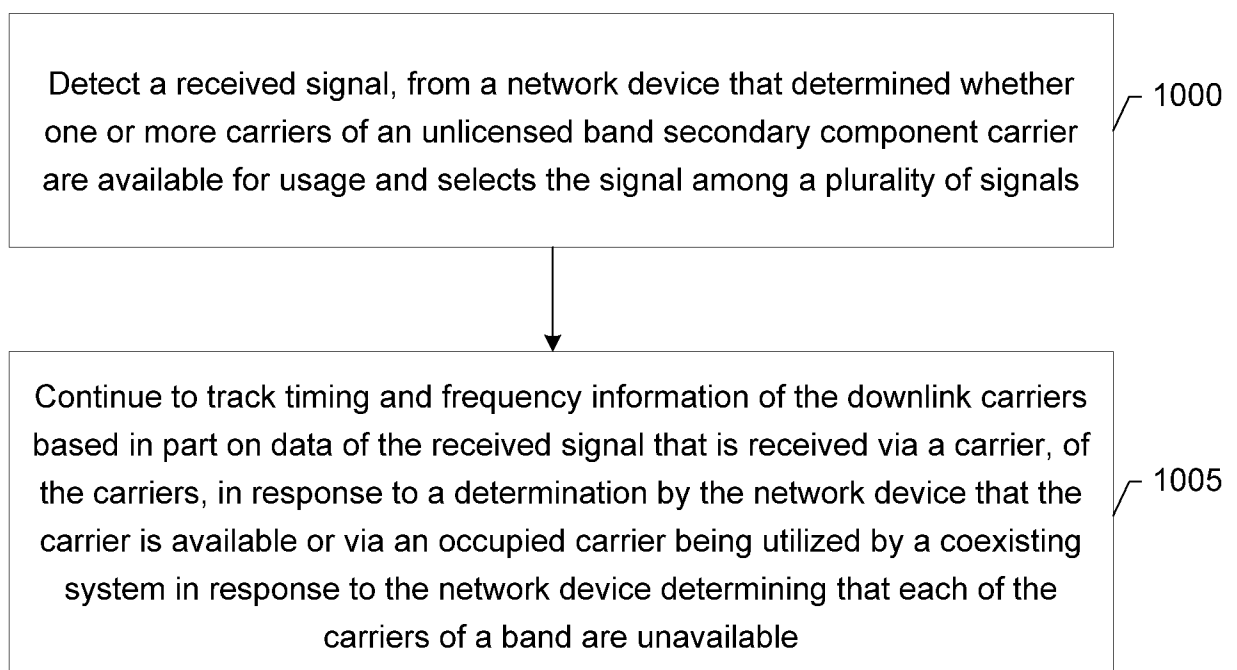 Detect a received signal, from a network device that determined whether
one or more carriers of an unlicensed band secondary component carrier
are available for usage and selects the signal among a plurality of signals
1000
Continue to track timing and frequency information of the downlink carriers
based in part on data of the received signal that is received via a carrier, of
the carriers, in response to a determination by the network device that the
carrier is available or via an occupied carrier being utilized by a coexisting
system in response to the network device determining that each of the
carriers of a band are unavailable
1005